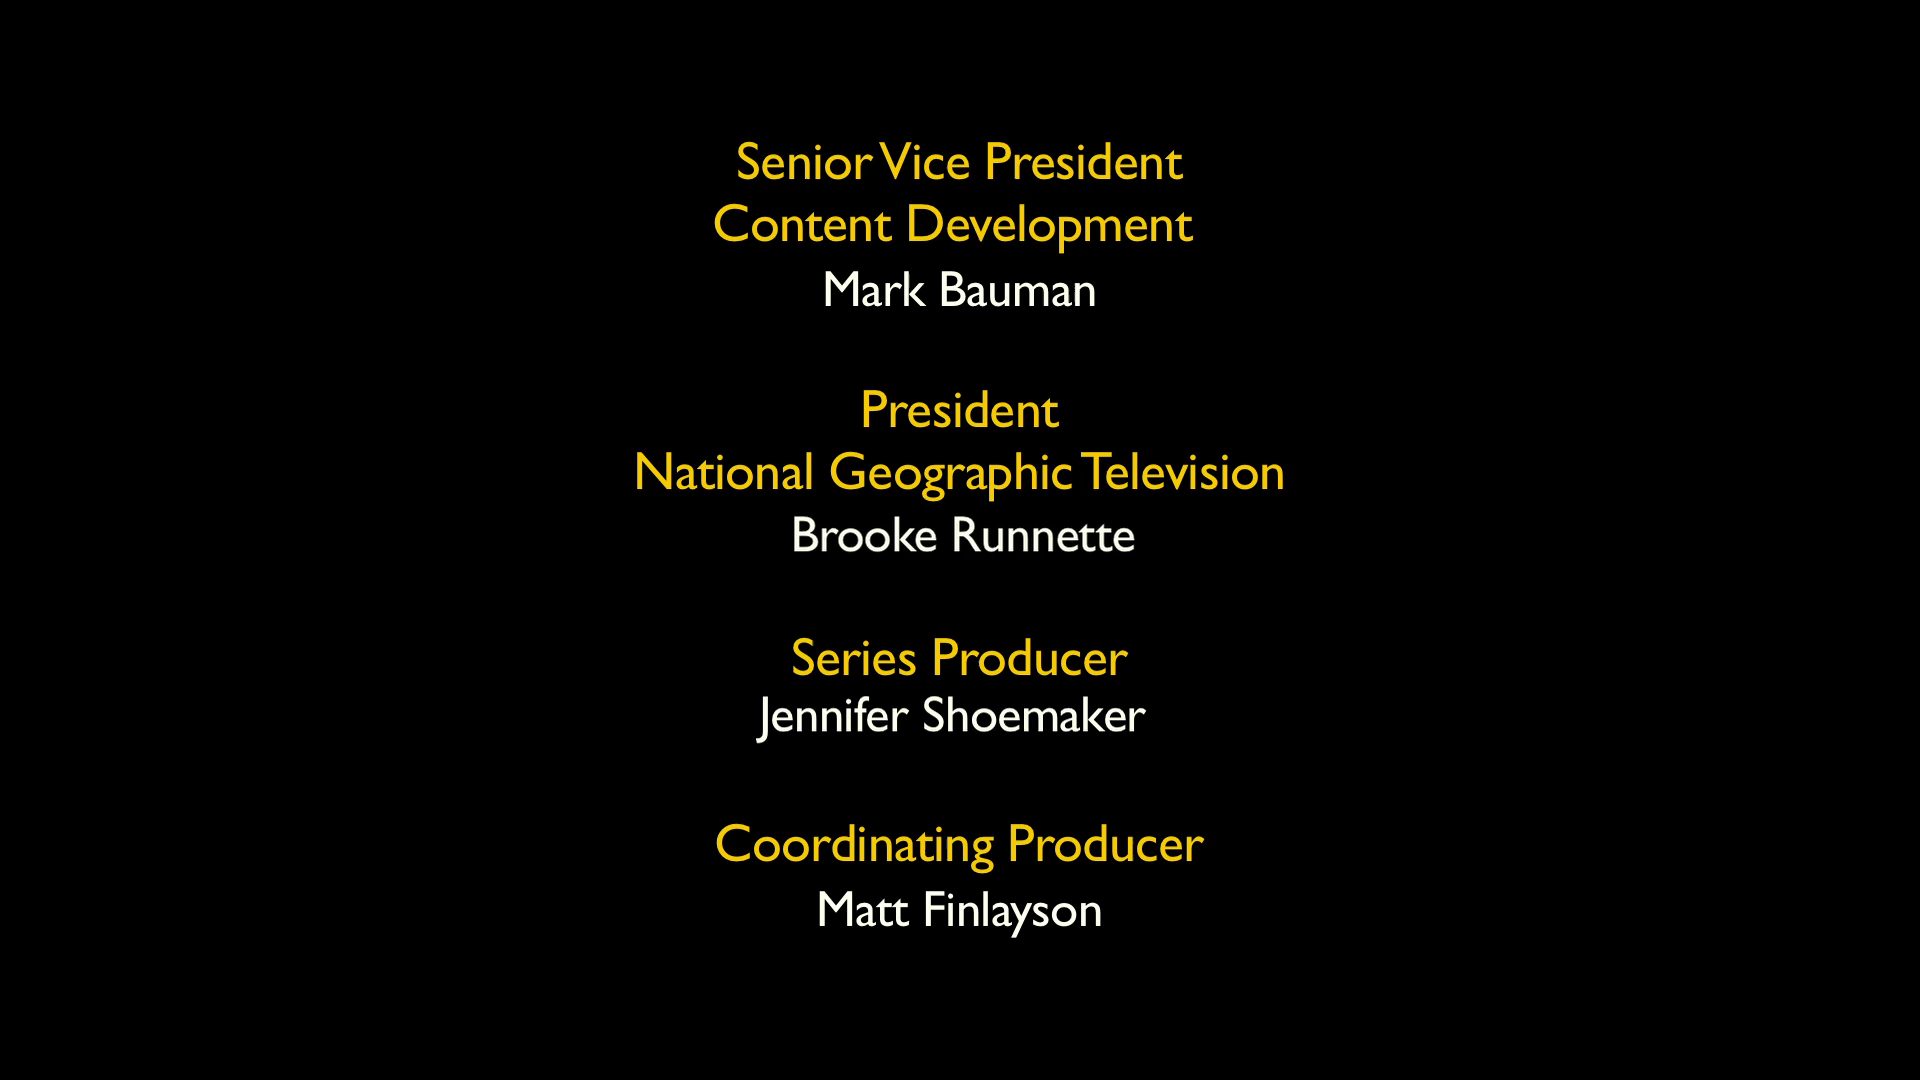 Senior Vice President
Content Development
Mark Bauman
President
National Geographic Television
Brooke Runnette
Series Producer
Jennifer Shoemaker
Coordinating Producer
Matt Finlayson